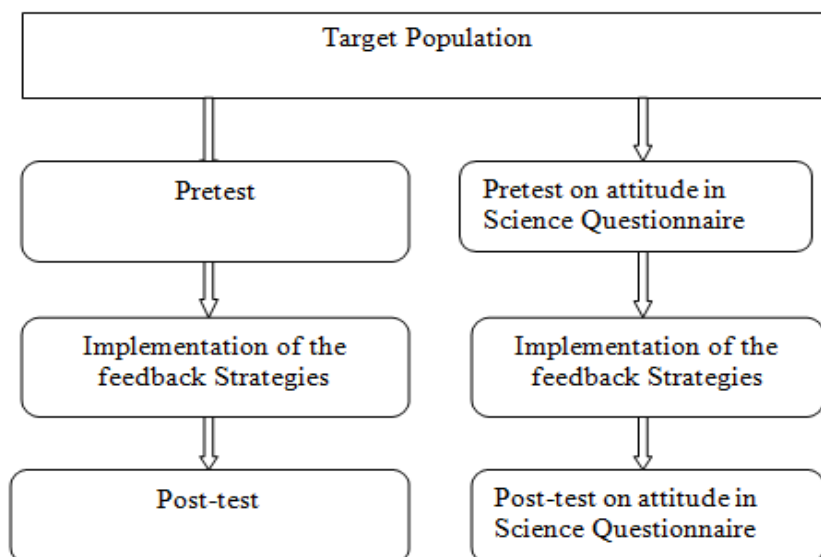 Target Population
Pretest
Pretest on attitude in
Science Questionnaire
Implementation of the
feedback Strategies
Implementation of the
feedback Strategies
Post-test
Post-test on attitude in
Science Questionnaire